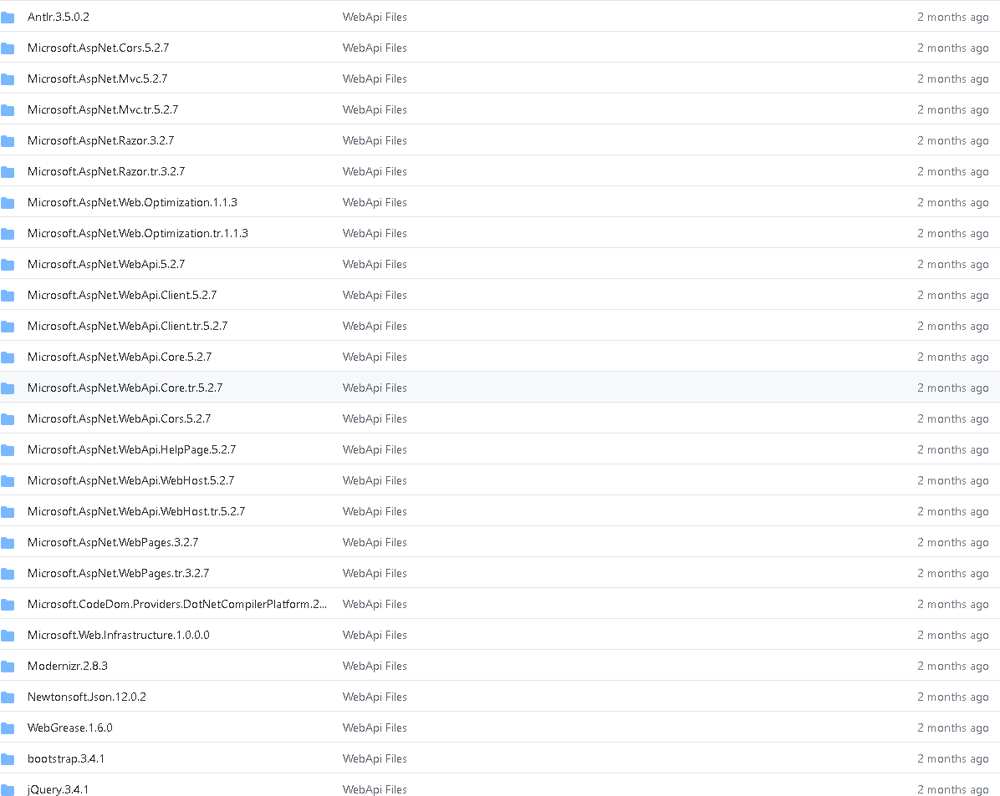 Antlr.3.5.0.2 WebApi Files 2 months ago
Microsoft.AspNet.Cors.5.2.7 WebApi Files 2 months ago
Microsoft.AspNet.Mvc.5.2.7 WebApi Files 2 months ago
Microsoft.AspNet.Mvc.tr.5.2.7 WebApi Files 2 months ago
Microsoft.AspNet.Razor.3.2.7 WebApi Files 2 months ago
Microsoft.AspNet.Razor.tr.3.2.7 WebApi Files 2 months ago
Microsoft.AspNet.Web.Optimization.1.1.3 WebApi Files 2 months ago
Microsoft.AspNet.Web.Optimization.tr.1.1.3 WebApi Files 2 months ago
Microsoft.AspNet.WebApi.5.2.7 WebApi Files 2 months ago
Microsoft.AspNet.WebApi.Client.5.2.7 WebApi Files 2 months ago
Microsoft.AspNet.WebApi.Client.tr.5.2.7 WebApi Files 2 months ago
Microsoft.AspNet.WebApi.Core.5.2.7 WebApi Files 2 months ago
Microsoft.AspNet.WebApi.Core.tr.5.2.7 WebApi Files 2 months ago
Microsoft.AspNet.WebApi.Cors.5.2.7 WebApi Files 2 months ago
Microsoft.AspNet.WebApi.HelpPage.5.2.7 WebApi Files 2 months ago
Microsoft.AspNet.WebApi.WebHost.5.2.7 WebApi Files 2 months ago
Microsoft.AspNet.WebApi.WebHost.tr.5.2.7 WebApi Files 2 months ago
Microsoft.AspNet.WebPages.3.2.7 WebApi Files 2 months ago
Microsoft.AspNet.WebPages.tr.3.2.7 WebApi Files 2 months ago
Microsoft.CodeDom.Providers.DotNetCompilerPlatform.2... WebApi Files 2 months ago
Microsoft.Web.Infrastructure.1.0.0.0 WebApi Files 2 months ago
Modernizr.2.8.3 WebApi Files 2 months ago
Newtonsoft.Json.12.0.2 WebApi Files 2 months ago
WebGrease.1.6.0 WebApi Files 2 months ago
bootstrap.3.4.1 WebApi Files 2 months ago
jQuery.3.4.1 WebApi Files 2 months ago